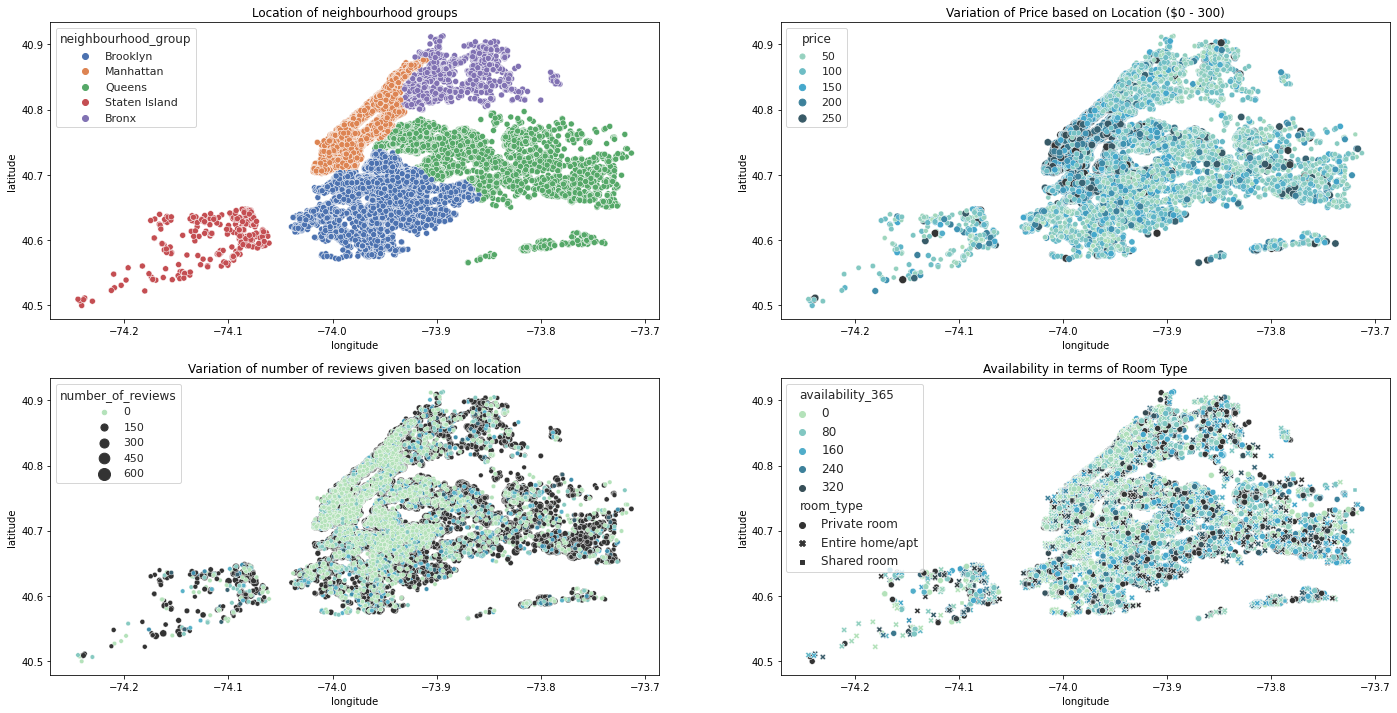 Location of neighbourhood groups
neighbourhood_group
Brooklyn
Manhattan
Queens
Staten Island
Bronx
40.9
40.8
40.7
40.6
40.5
latitude
−74.2
−74.1
−74.0
−73.9
−73.8
−73.7
longitude
Variation of Price based on Location ($0 - 300)
price
50
100
150
200
250
40.9
40.8
40.7
40.6
40.5
latitude
−74.2
−74.1
−74.0
−73.9
−73.8
−73.7
longitude
Variation of number of reviews given based on location
number_of_reviews
0
150
300
450
600
40.9
40.8
40.7
40.6
40.5
latitude
−74.2
−74.1
−74.0
−73.9
−73.8
−73.7
longitude
Availability in terms of Room Type
availability_365
0
80
160
240
320
room_type
Private room
Entire home/apt
Shared room
40.9
40.8
40.7
40.6
40.5
latitude
−74.2
−74.1
−74.0
−73.9
−73.8
−73.7
longitude